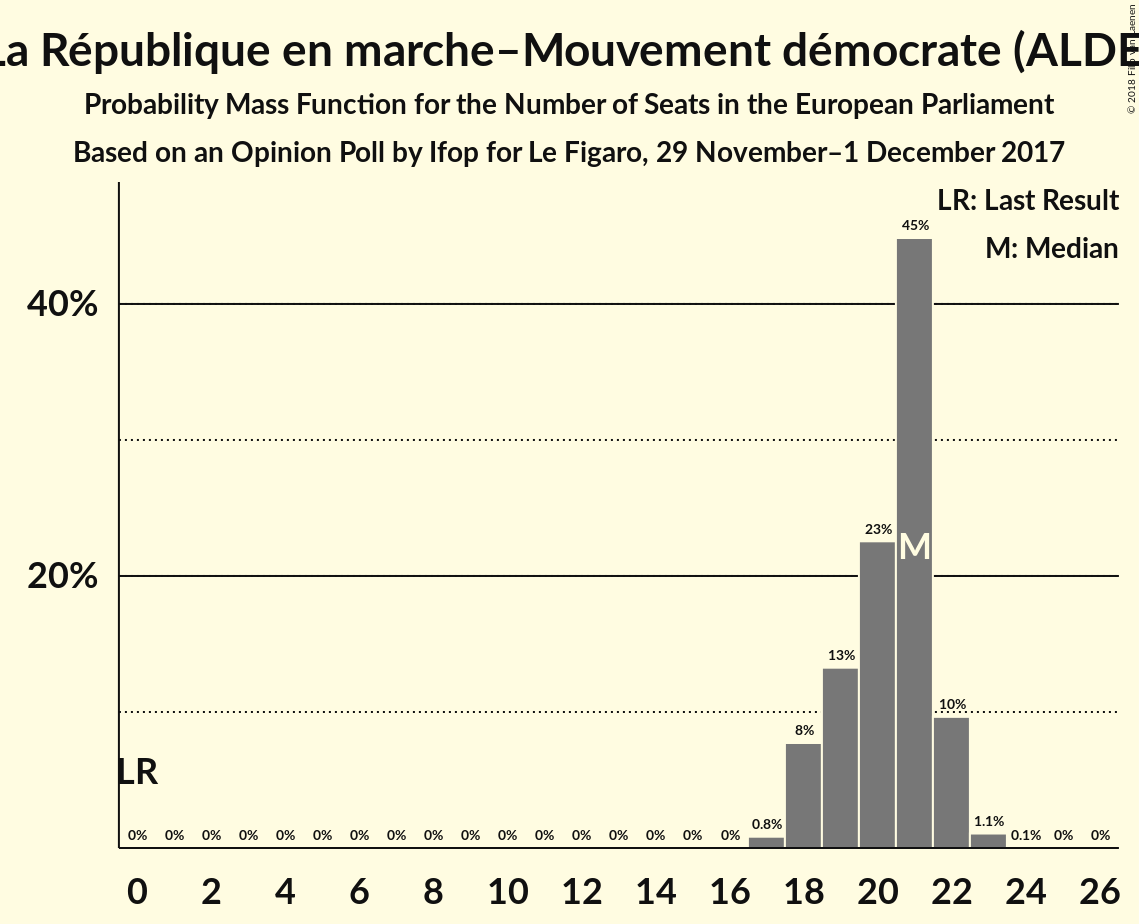 La République en marche–Mouvement démocrate (ALDE
Probability Mass Function for the Number of Seats in the European Parliament
Based on an Opinion Poll by Ifop for Le Figaro, 29 November–1 December 2017
© 2018 Filip van Laenen
LR: Last Result
M: Median
45%
40%
23%
M
20%
13%
10%
8%
LR
0% 0% 0% 0% 0% 0% 0% 0% 0% 0% 0% 0% 0% 0% 0% 0% 0% 0.8% 1.1% 0.1% 0% 0%
0 2 4 6 8 10 12 14 16 18 20 22 24 26